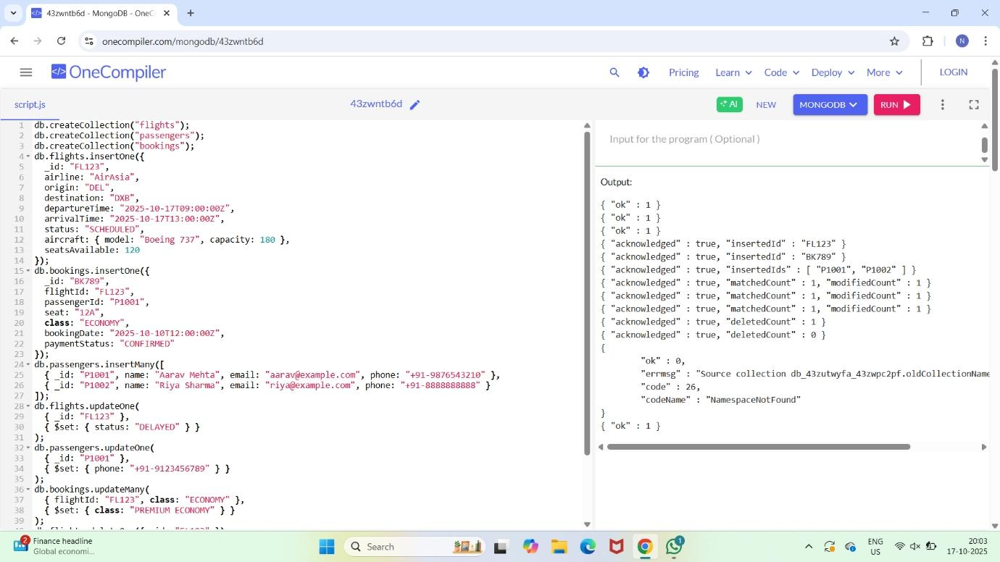 43zwntb6d - MongoDB - OneC
onecompiler.com/mongodb/43zwntb6d
N
</> OneCompiler
Pricing
Learn
Code
Deploy
More
LOGIN
script.js
43zwntb6d
AI
NEW
MONGODB
RUN
1 db.createCollection("flights");
2 db.createCollection("passengers");
3 db.createCollection("bookings");
4 db.flights.insertOne({
5 _id: "FL123",
6 airline: "AirAsia",
7 origin: "DEL",
8 destination: "DXB",
9 departureTime: "2025-10-17T09:00:00Z",
10 arrivalTime: "2025-10-17T13:00:00Z",
11 status: "SCHEDULED",
12 aircraft: { model: "Boeing 737", capacity: 180 },
13 seatsAvailable: 120
14 });
15 db.bookings.insertOne({
16 _id: "BK789",
17 flightId: "FL123",
18 passengerId: "P1001",
19 seat: "12A",
20 class: "ECONOMY",
21 bookingDate: "2025-10-10T12:00:00Z",
22 paymentStatus: "CONFIRMED"
23 });
24 db.passengers.insertMany([
25 { _id: "P1001", name: "Aarav Mehta", email: "aarav@example.com", phone: "+91-9876543210" },
26 { _id: "P1002", name: "Riya Sharma", email: "riya@example.com", phone: "+91-8888888888" }
27 ]);
28 db.flights.updateOne(
29 { _id: "FL123" },
30 { $set: { status: "DELAYED" } }
31 );
32 db.passengers.updateOne(
33 { _id: "P1001" },
34 { $set: { phone: "+91-9123456789" } }
35 );
36 db.bookings.updateMany(
37 { flightId: "FL123", class: "ECONOMY" },
38 { $set: { class: "PREMIUM ECONOMY" } }
39 );
Input for the program ( Optional )
Output:
{ "ok" : 1 }
{ "ok" : 1 }
{ "ok" : 1 }
{ "acknowledged" : true, "insertedId" : "FL123" }
{ "acknowledged" : true, "insertedId" : "BK789" }
{ "acknowledged" : true, "insertedIds" : [ "P1001", "P1002" ] }
{ "acknowledged" : true, "matchedCount" : 1, "modifiedCount" : 1 }
{ "acknowledged" : true, "matchedCount" : 1, "modifiedCount" : 1 }
{ "acknowledged" : true, "matchedCount" : 1, "modifiedCount" : 1 }
{ "acknowledged" : true, "deletedCount" : 1 }
{ "acknowledged" : true, "deletedCount" : 0 }
{
"ok" : 0,
"errmsg" : "Source collection db_43zutwyfa_43zwpc2pf.oldCollectionName
"code" : 26,
"codeName" : "NamespaceNotFound"
}
{ "ok" : 1 }
2
Finance headline
Global economi...
Search
1
ENG
US
20:03
17-10-2025